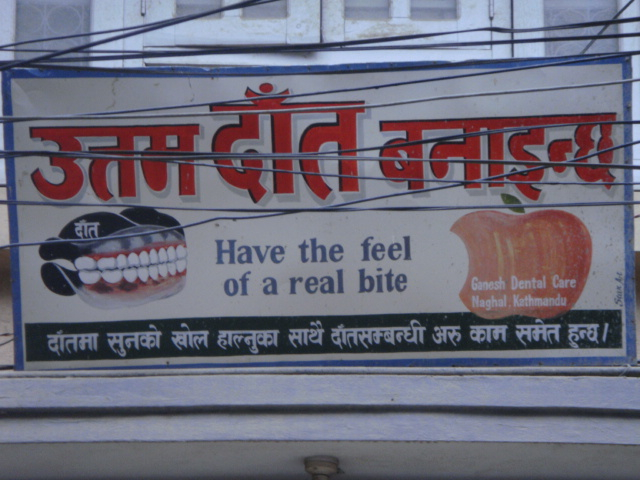 उत्तम दाँत बनाइन्छ
दाँत
Have the feel
of a real bite
Ganesh Dental Care
Naghal, Kathmandu
दाँतमा सुनको खोल हाल्नुका साथै दाँतसम्बन्धी अरु काम समेत हुन्छ।